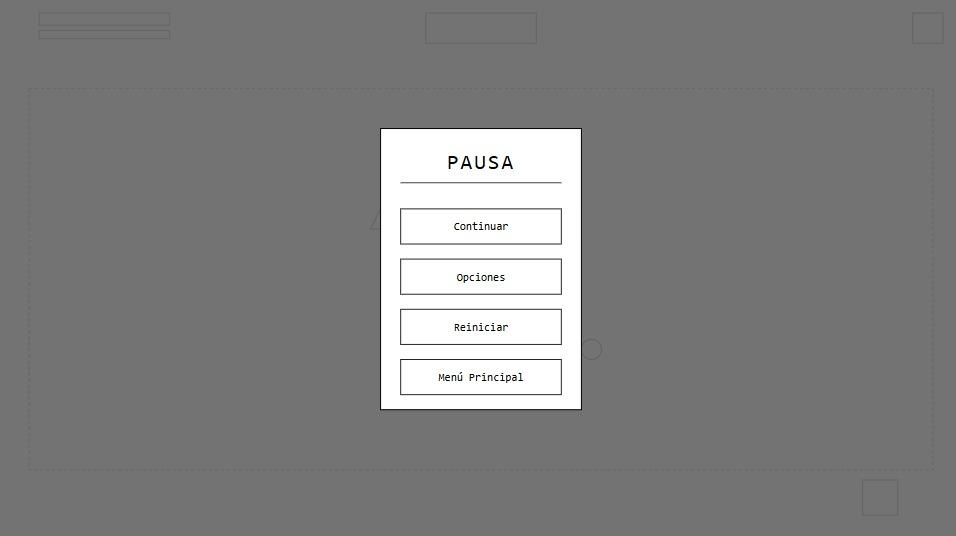 PAUSA
Continuar
Opciones
Reiniciar
Menú Principal